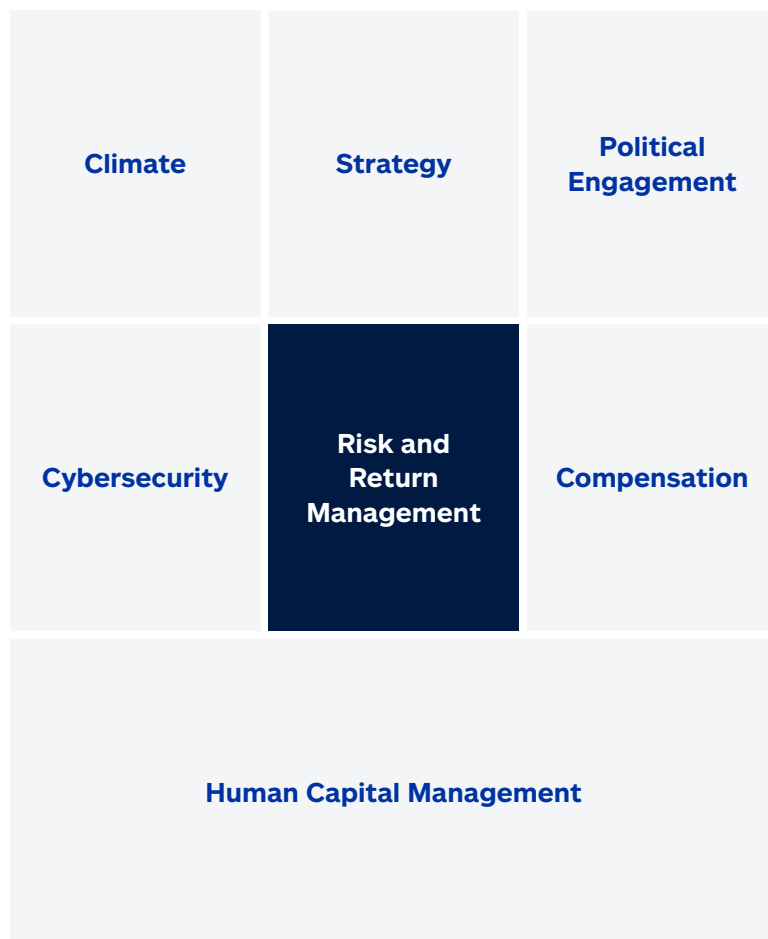 Climate
Strategy
Political
Engagement
Cybersecurity
Risk and
Return
Management
Compensation
Human Capital Management